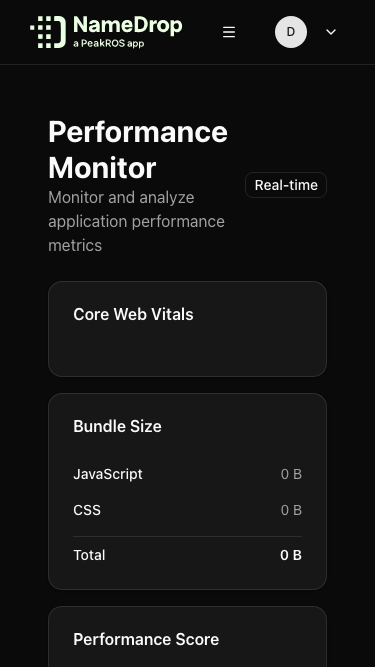 NameDrop
a PeakROS app
D
Performance
Monitor
Monitor and analyze
application performance
metrics
Real-time
Core Web Vitals
Bundle Size
JavaScript 0 B
CSS 0 B
Total 0 B
Performance Score